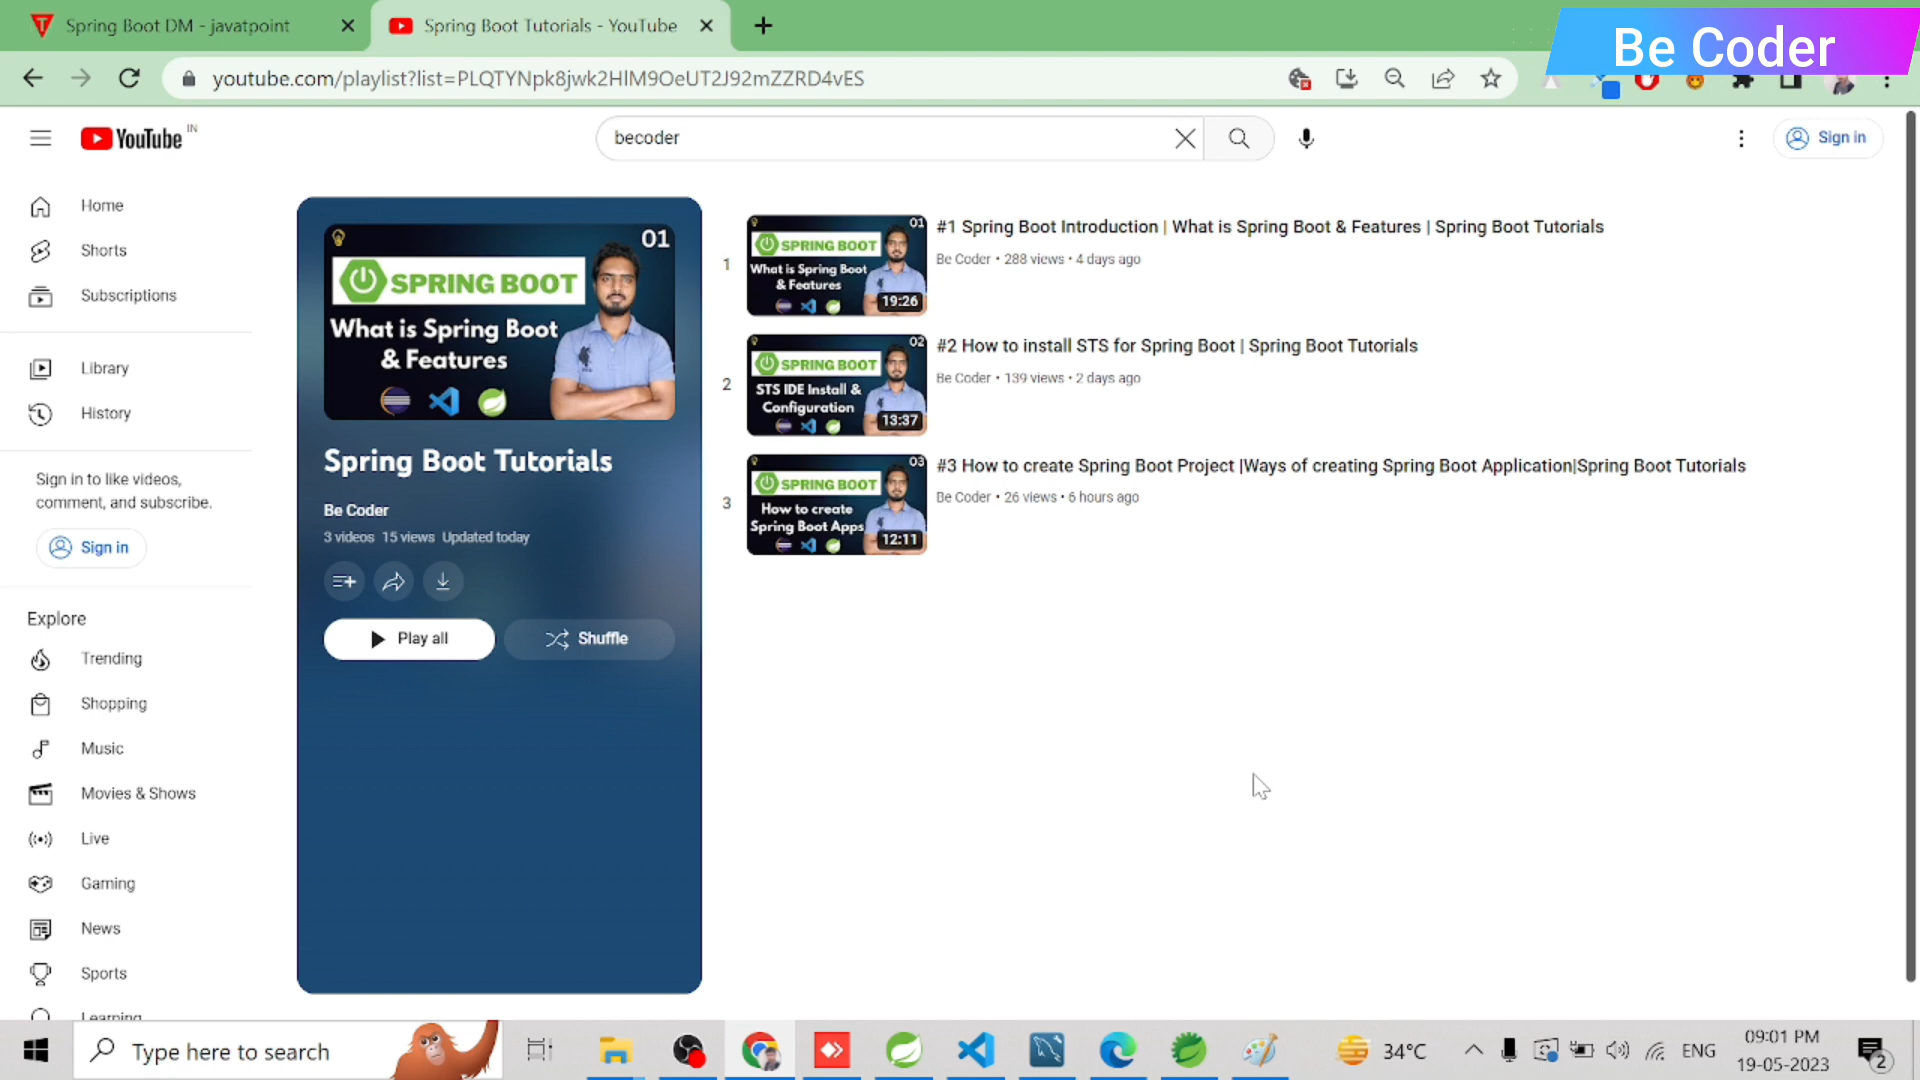 Spring Boot DM - javatpoint
Spring Boot Tutorials - YouTube
Be Coder
youtube.com/playlist?list=PLQTYNpk8jwk2HlM9OeUT2J92mZZRD4vES
YouTube IN
becoder
Sign in
Home
Shorts
Subscriptions
Library
History
Sign in to like videos,
comment, and subscribe.
Sign in
Explore
Trending
Shopping
Music
Movies & Shows
Live
Gaming
News
Sports
Learning
01
SPRING BOOT
What is Spring Boot
& Features
Spring Boot Tutorials
Be Coder
3 videos 15 views Updated today
Play all
Shuffle
1
01
SPRING BOOT
What is Spring Boot
& Features
19:26
#1 Spring Boot Introduction | What is Spring Boot & Features | Spring Boot Tutorials
Be Coder • 288 views • 4 days ago
2
02
SPRING BOOT
STS IDE Install &
Configuration
13:37
#2 How to install STS for Spring Boot | Spring Boot Tutorials
Be Coder • 139 views • 2 days ago
3
03
SPRING BOOT
How to create
Spring Boot Apps
12:11
#3 How to create Spring Boot Project |Ways of creating Spring Boot Application|Spring Boot Tutorials
Be Coder • 26 views • 6 hours ago
Type here to search
34°C
ENG
09:01 PM
19-05-2023
2